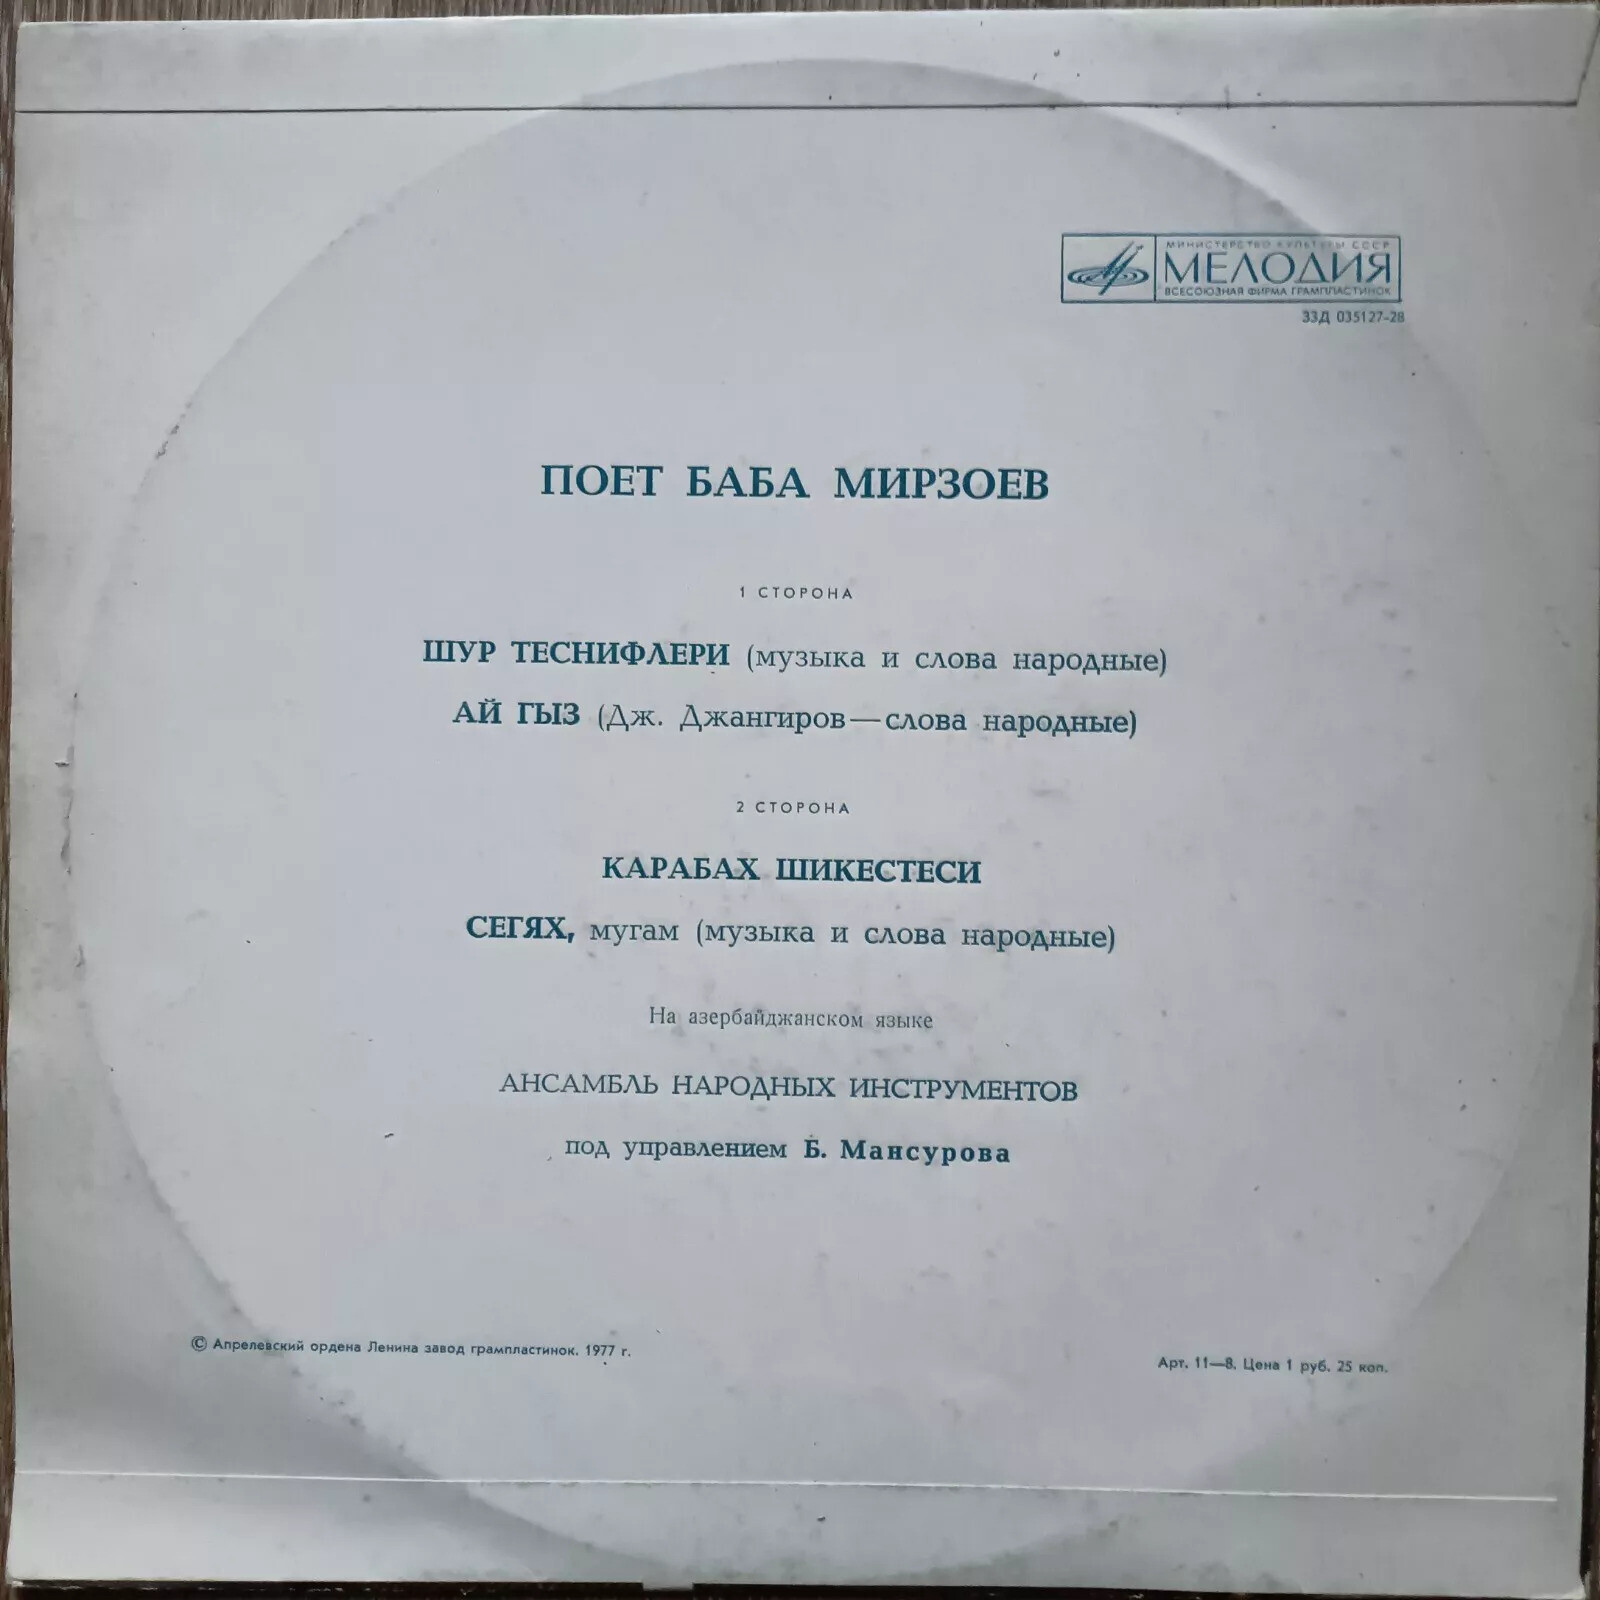 МИНИСТЕРСТВО КУЛЬТУРЫ СССР
МЕЛОДИЯ
ВСЕСОЮЗНАЯ ФИРМА ГРАМПЛАСТИНОК
33Д 035127-28
ПОЕТ БАБА МИРЗОЕВ
1 СТОРОНА
ШУР ТЕСНИФЛЕРИ (музыка и слова народные)
АЙ ГЫЗ (Дж. Джангиров — слова народные)
2 СТОРОНА
КАРАБАХ ШИКЕСТЕСИ
СЕГЯХ, мугам (музыка и слова народные)
На азербайджанском языке
АНСАМБЛЬ НАРОДНЫХ ИНСТРУМЕНТОВ
под управлением Б. Мансурова
© Апрелевский ордена Ленина завод грампластинок. 1977 г.
Арт. 11—8. Цена 1 руб. 25 коп.